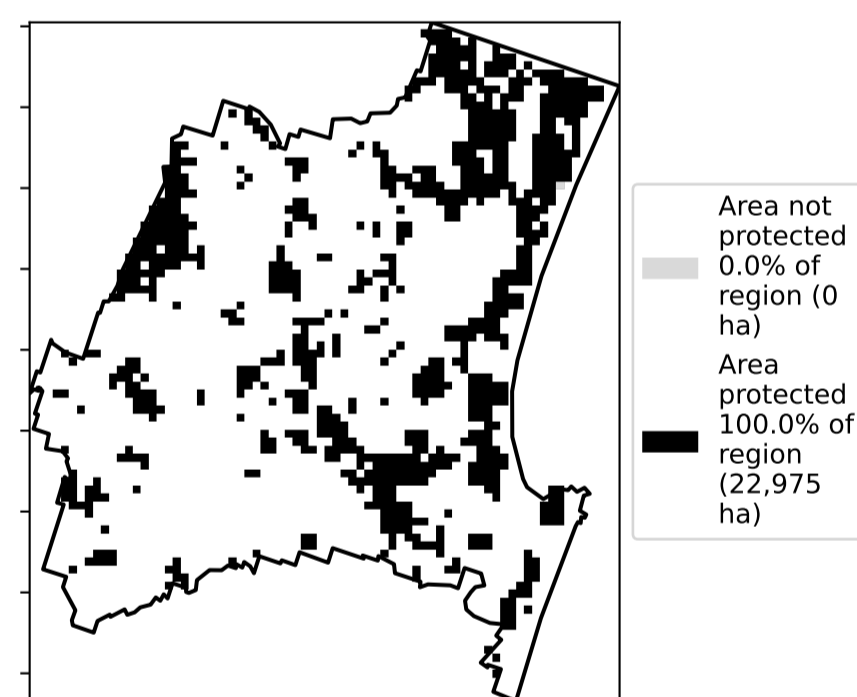 Area not
protected
0.0% of
region (0
ha)
Area
protected
100.0% of
region
(22,975
ha)